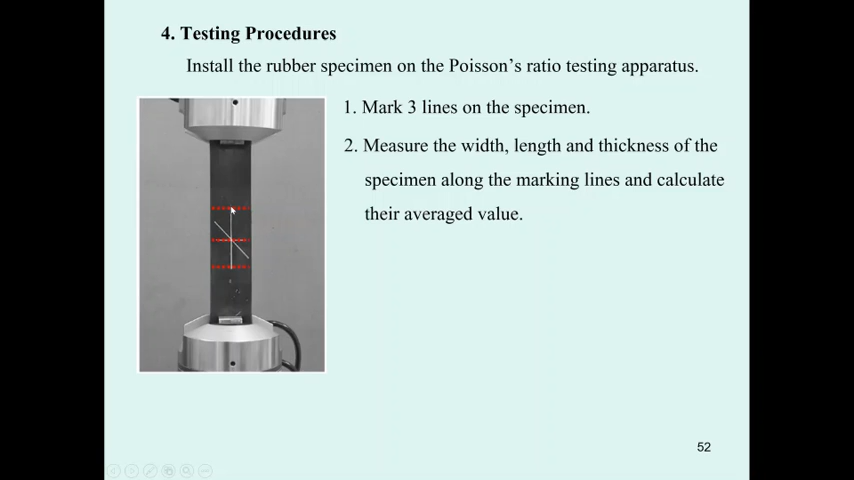 4. Testing Procedures
Install the rubber specimen on the Poisson’s ratio testing apparatus.
1. Mark 3 lines on the specimen.
2. Measure the width, length and thickness of the
specimen along the marking lines and calculate
their averaged value.
52